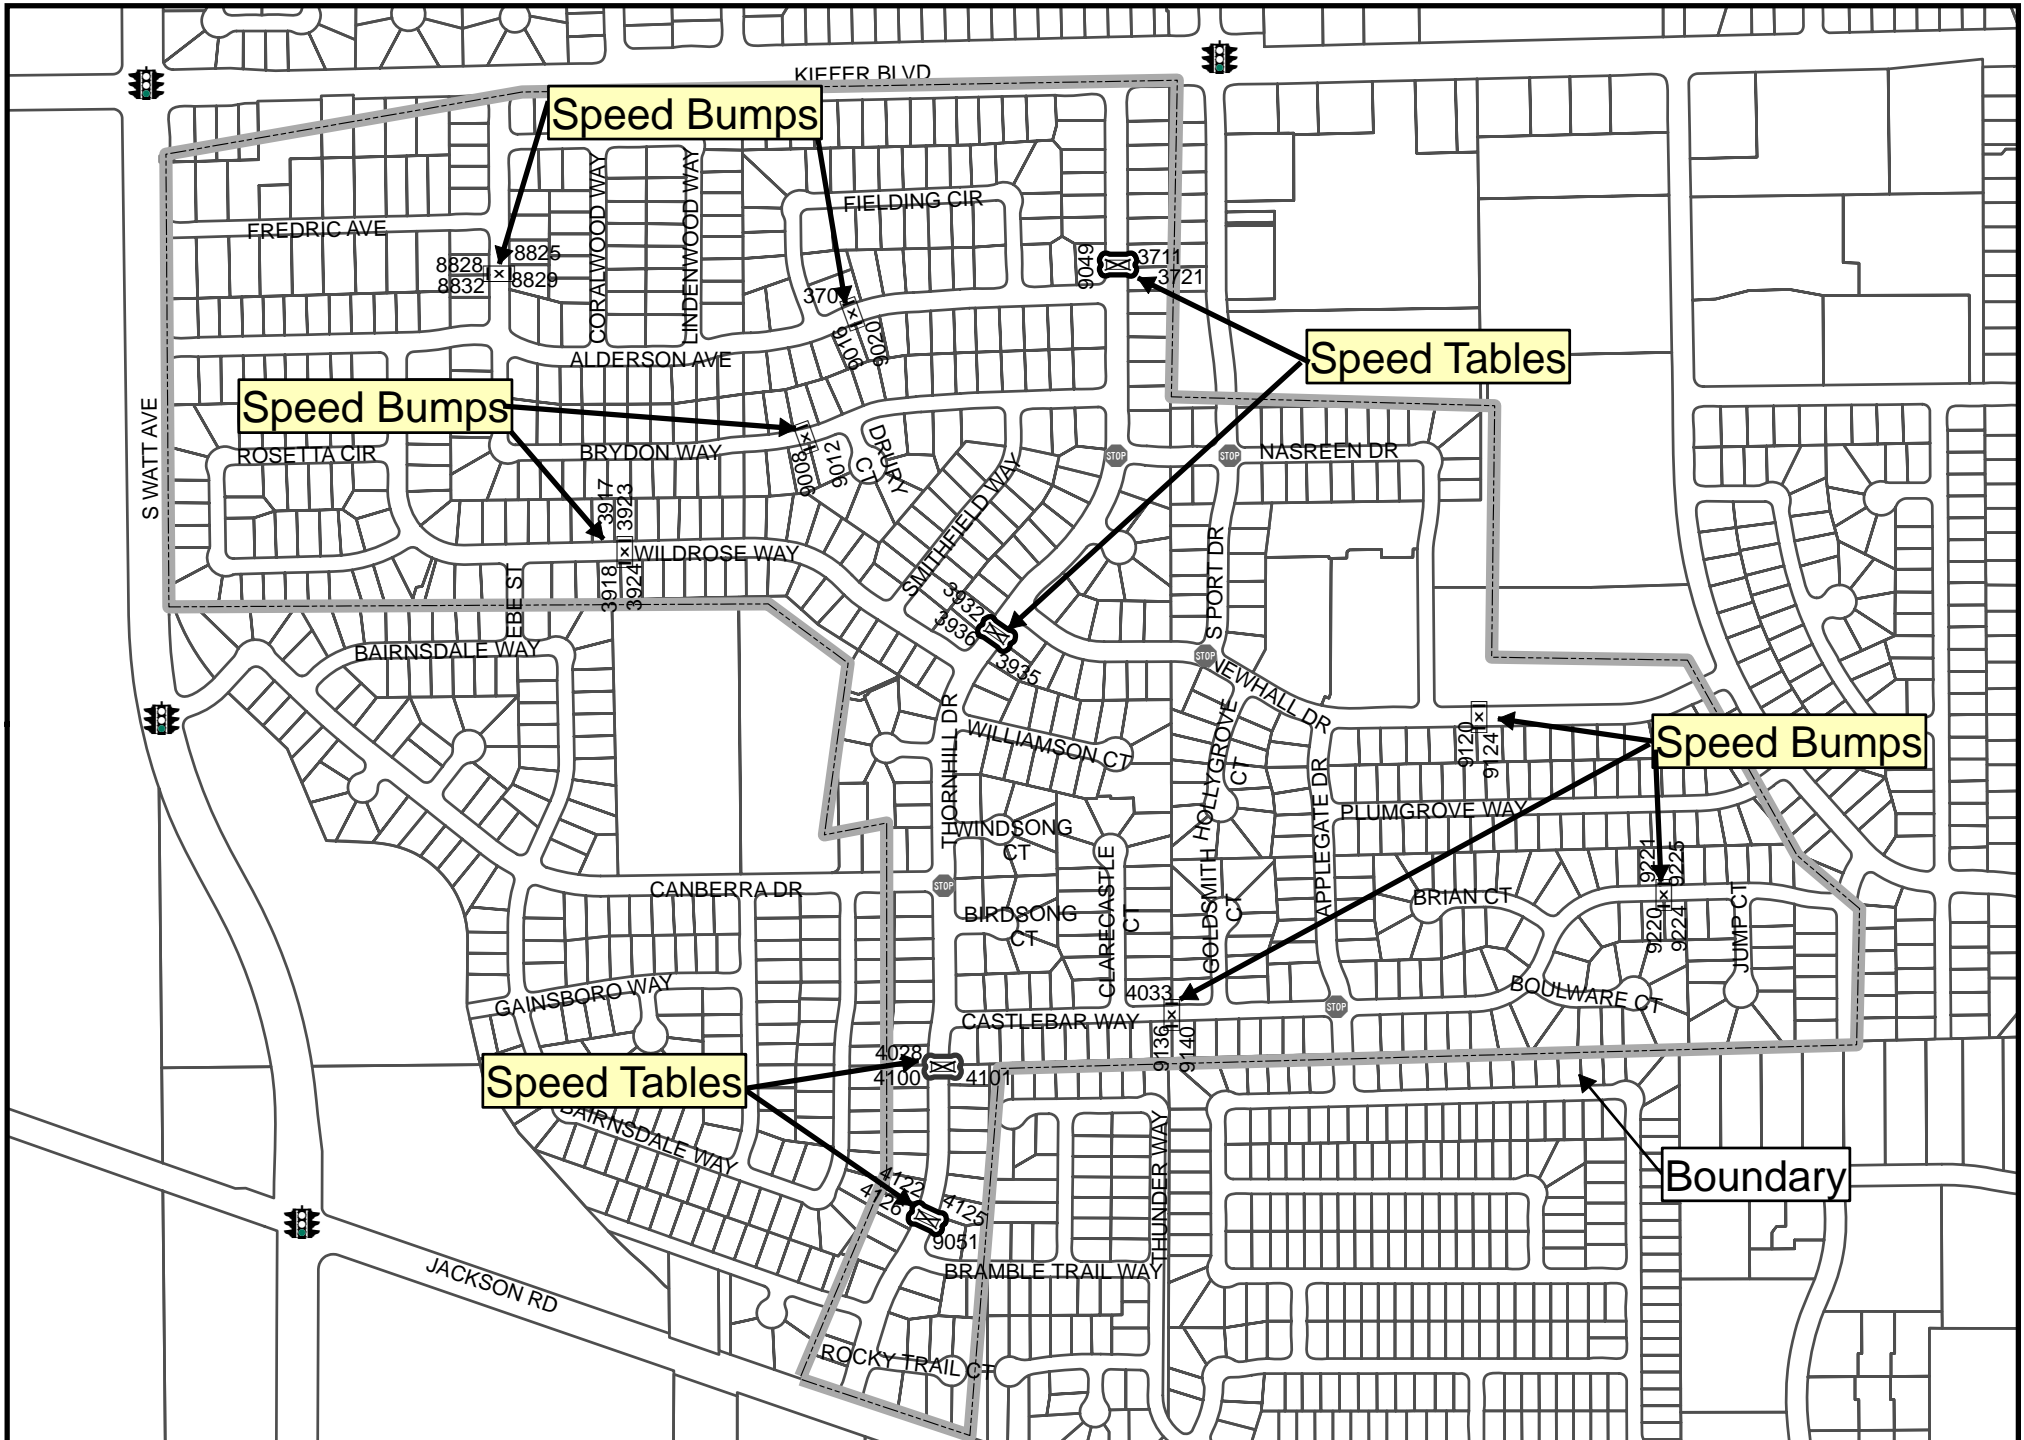 KIEFER BLVD
Speed Bumps
CORALWOOD WAY
LINDENWOOD WAY
FIELDING CIR
FREDRIC AVE
8828
8825
8832
8829
9049
3711
3721
9016
9020
ALDERSON AVE
Speed Tables
Speed Bumps
S WATT AVE
ROSETTA CIR
BRYDON WAY
9008
9012
DRURY
CT
STOP
STOP
NASREEN DR
3917
3923
SMITHFIELD WAY
WILDROSE WAY
3918
3924
EBE ST
3932
3936
3935
S PORT DR
STOP
BAIRNSDALE WAY
NEWHALL DR
THORNHILL DR
WILLIAMSON CT
HOLLYGROVE
CT
9120
9124
Speed Bumps
APPLEGATE DR
PLUMGROVE WAY
WINDSONG
CT
CLARECASTLE
CT
GOLDSMITH
CT
9221
9225
CANBERRA DR
STOP
BRIAN CT
BIRDSONG
CT
9220
9224
JUMP CT
GAINSBORO WAY
4033
BOULWARE CT
STOP
CASTLEBAR WAY
9136
9140
4028
4100
4101
Speed Tables
BAIRNSDALE WAY
THUNDER WAY
Boundary
4122
4126
4125
9051
BRAMBLE TRAIL WAY
JACKSON RD
ROCKY TRAIL CT